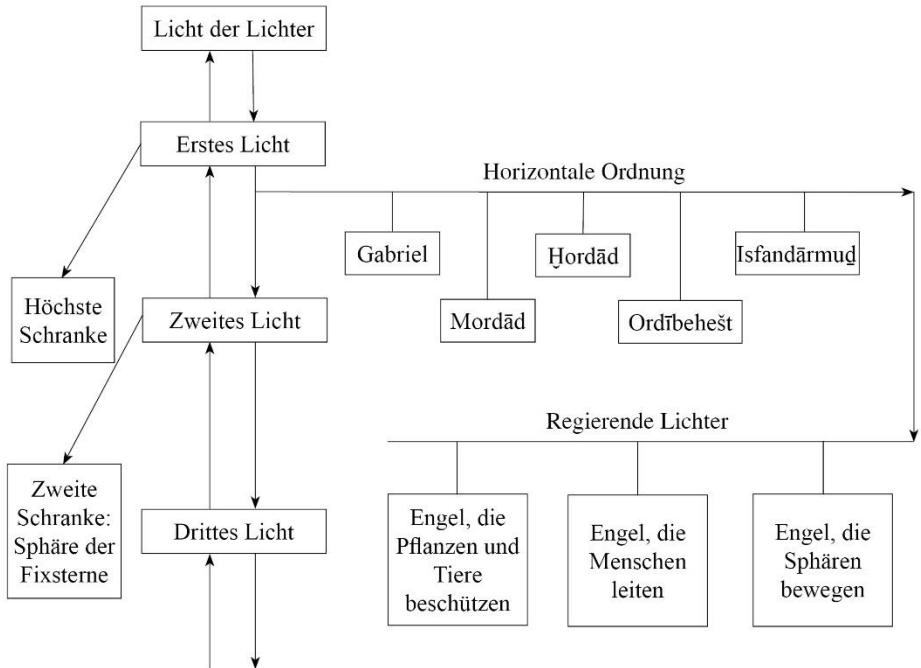 Licht der Lichter
Erstes Licht
Horizontale Ordnung
Gabriel
Ḫordād
Isfandārmuḏ
Höchste
Schranke
Zweites Licht
Mordād
Ordībehešt
Regierende Lichter
Zweite
Schranke:
Sphäre der
Fixsterne
Drittes Licht
Engel, die
Pflanzen und
Tiere
beschützen
Engel, die
Menschen
leiten
Engel, die
Sphären
bewegen